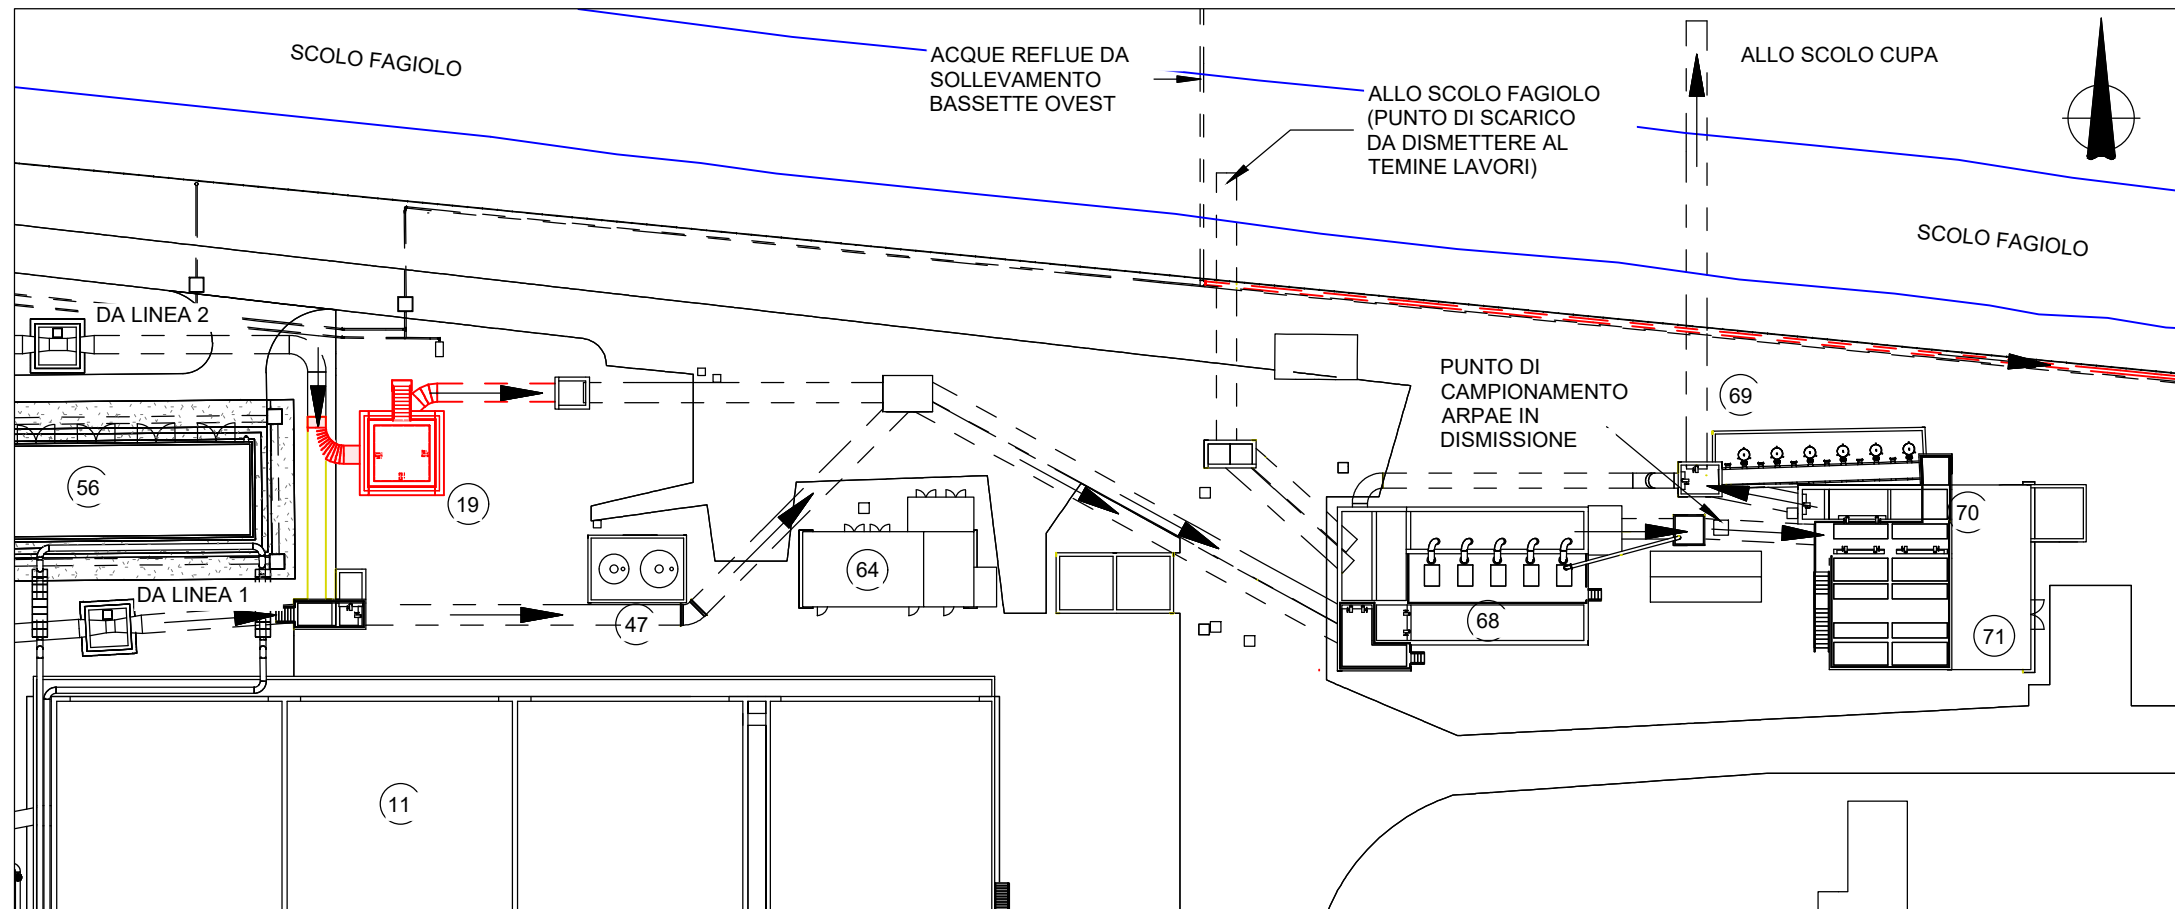 SCOLO FAGIOLO
ACQUE REFLUE DA
SOLLEVAMENTO
BASSETTE OVEST
ALLO SCOLO FAGIOLO
(PUNTO DI SCARICO
DA DISMETTERE AL
TEMINE LAVORI)
ALLO SCOLO CUPA
SCOLO FAGIOLO
DA LINEA 2
PUNTO DI
CAMPIONAMENTO
ARPAE IN
DISMISSIONE
69
56
19
70
64
DA LINEA 1
47
68
71
11